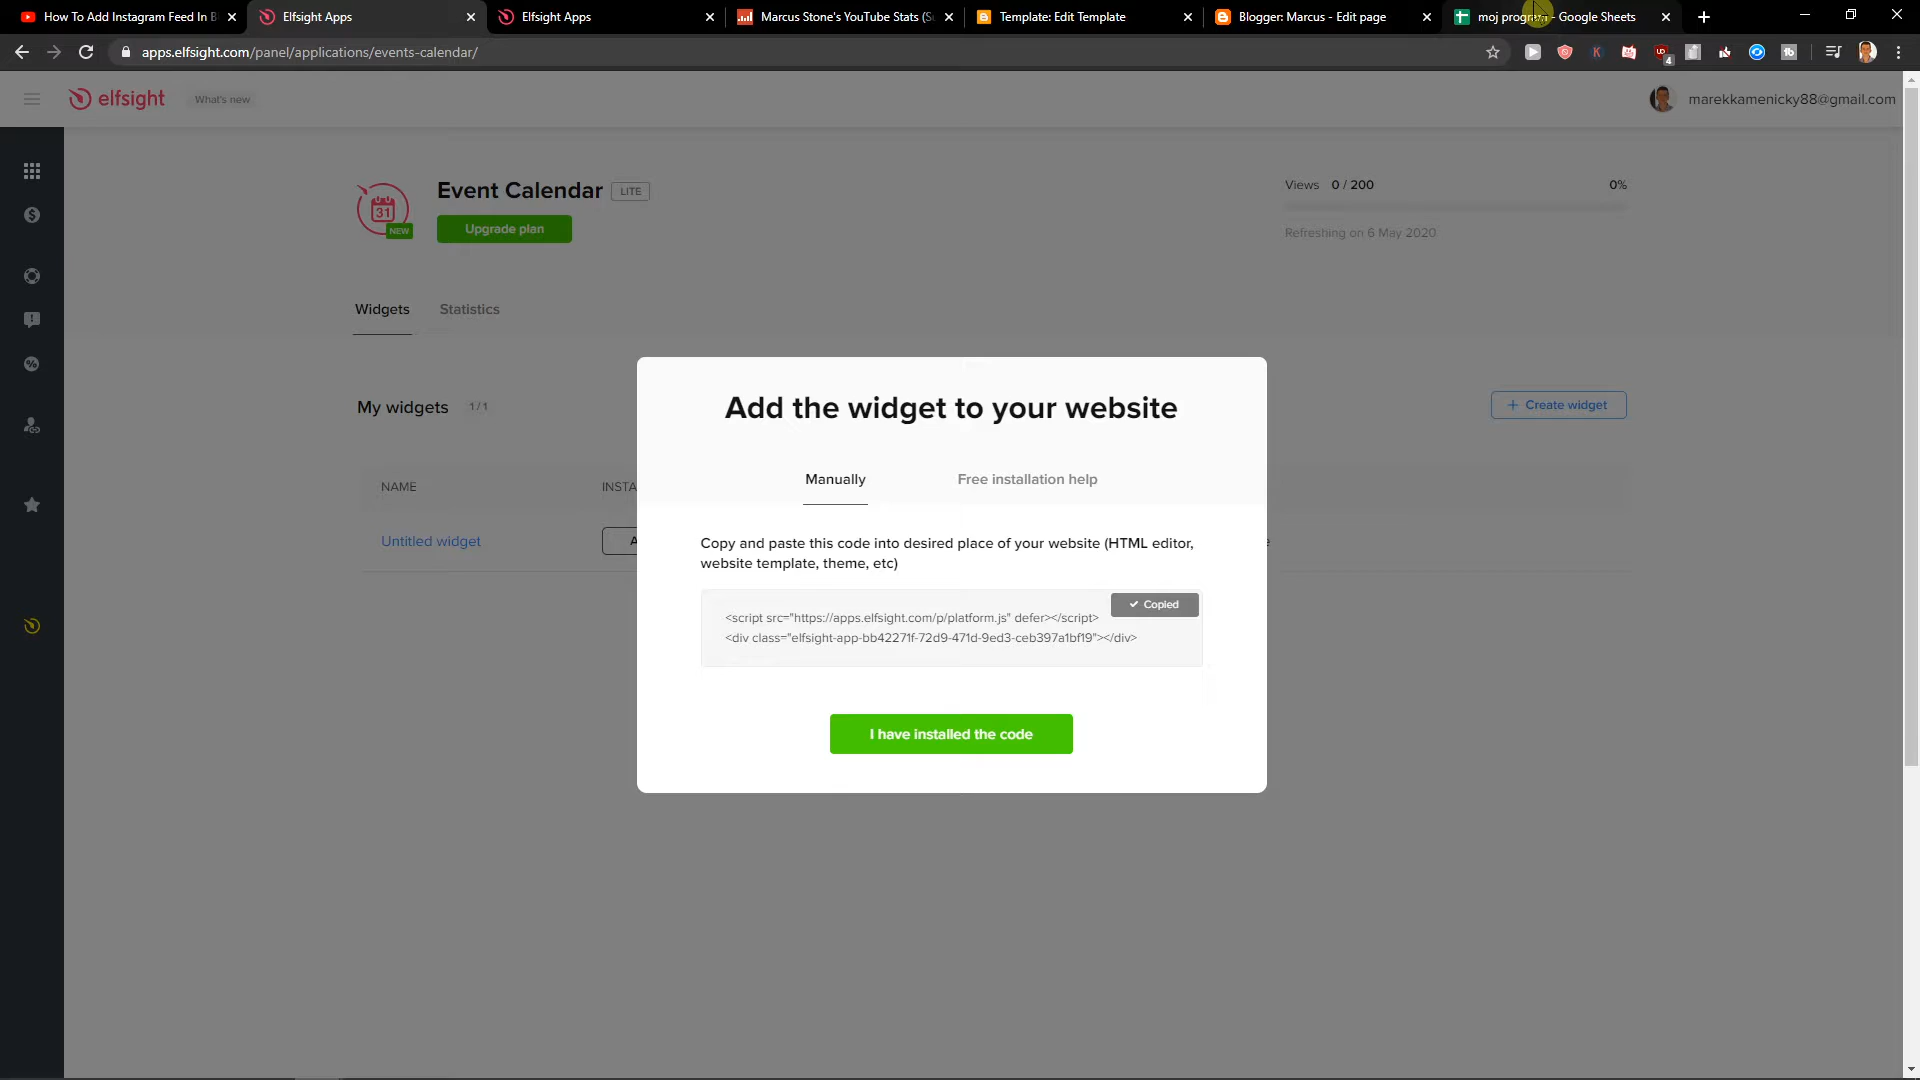 How To Add Instagram Feed In B
Elfsight Apps
Elfsight Apps
Marcus Stone's YouTube Stats (S
Template: Edit Template
Blogger: Marcus - Edit page
moj program - Google Sheets
apps.elfsight.com/panel/applications/events-calendar/
elfsight
What's new
marekkamenicky88@gmail.com
Event Calendar LITE
31
NEW
Upgrade plan
Views 0 / 200 0%
Refreshing on 6 May 2020
Widgets Statistics
My widgets 1/1
+ Create widget
NAME INSTA
Untitled widget A
Add the widget to your website
Manually Free installation help
Copy and paste this code into desired place of your website (HTML editor,
website template, theme, etc)
Copied
<script src="https://apps.elfsight.com/p/platform.js" defer></script>
<div class="elfsight-app-bb42271f-72d9-471d-9ed3-ceb397a1bf19"></div>
I have installed the code